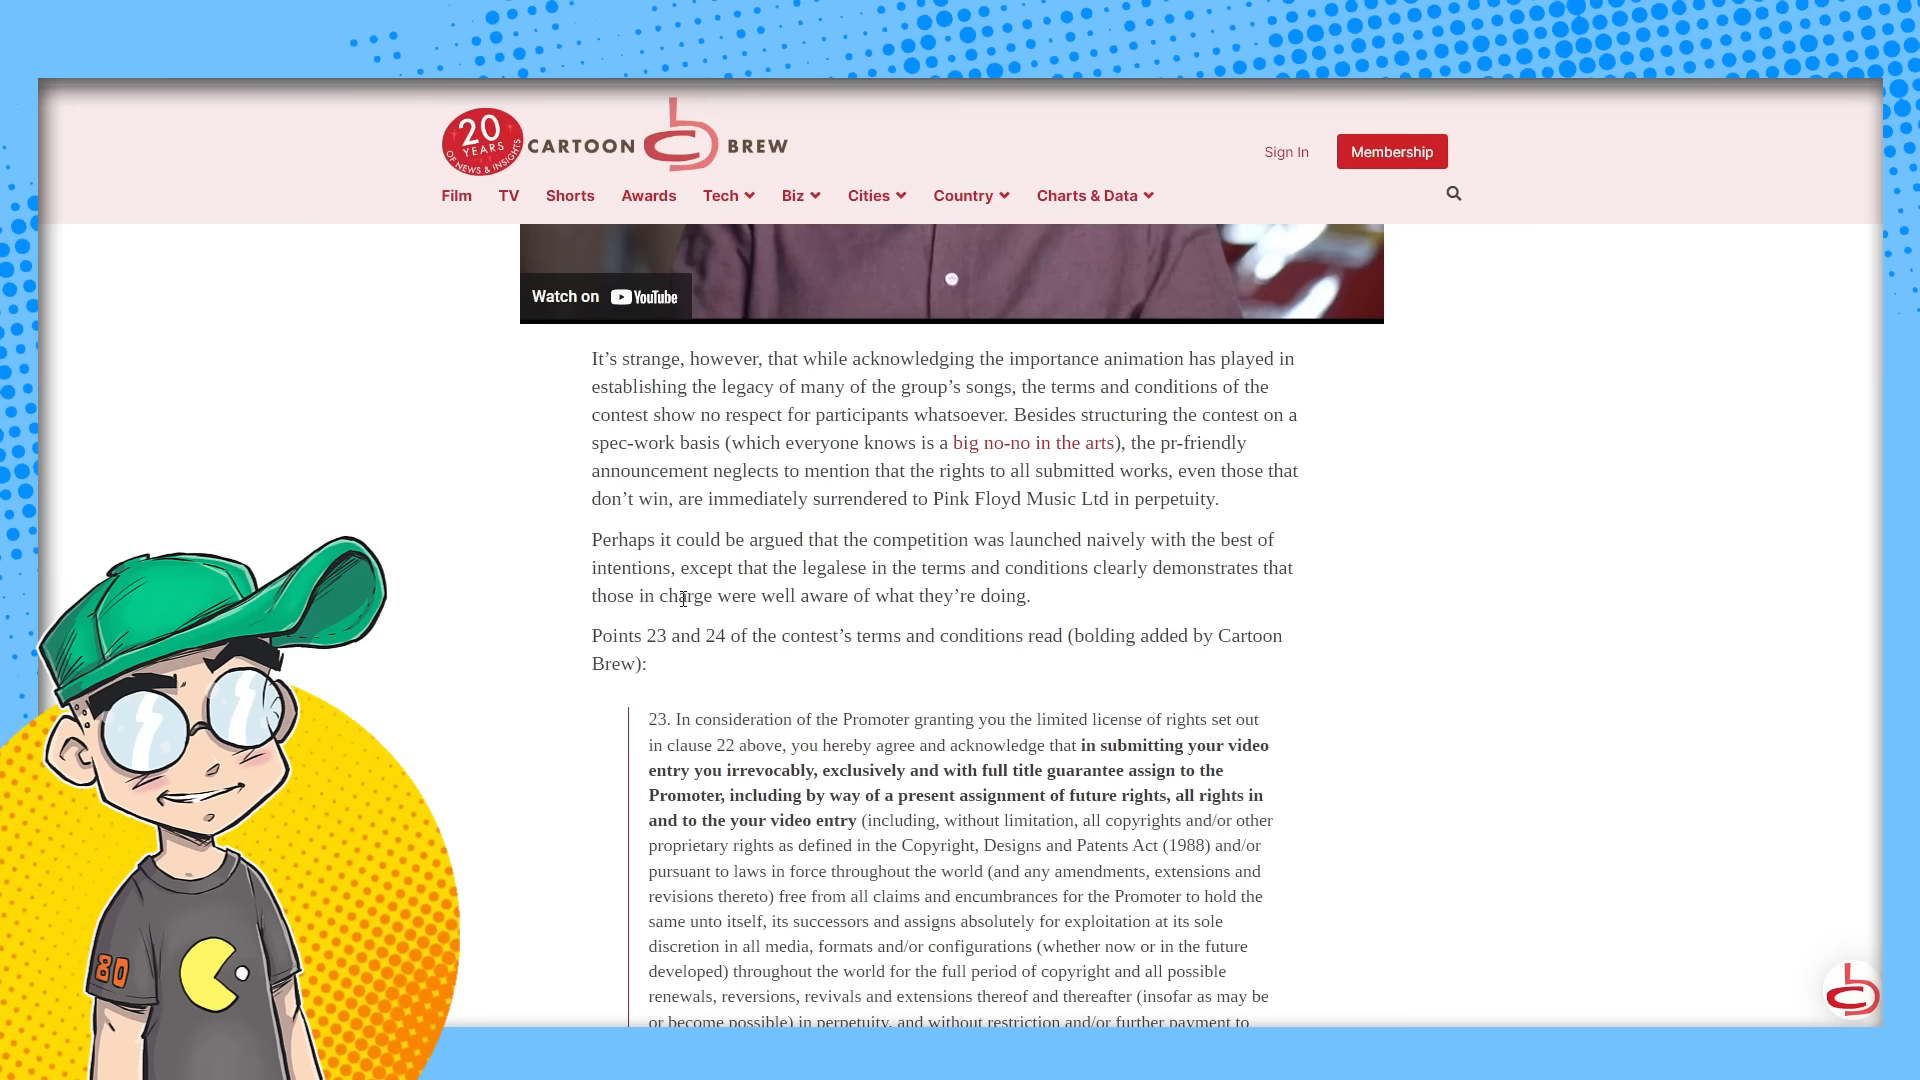 20
YEARS
OF NEWS & INSIGHTS
CARTOON BREW
Sign In
Membership
Film TV Shorts Awards Tech Biz Cities Country Charts & Data
Watch on YouTube
It’s strange, however, that while acknowledging the importance animation has played in
establishing the legacy of many of the group’s songs, the terms and conditions of the
contest show no respect for participants whatsoever. Besides structuring the contest on a
spec-work basis (which everyone knows is a big no-no in the arts), the pr-friendly
announcement neglects to mention that the rights to all submitted works, even those that
don’t win, are immediately surrendered to Pink Floyd Music Ltd in perpetuity.
Perhaps it could be argued that the competition was launched naively with the best of
intentions, except that the legalese in the terms and conditions clearly demonstrates that
those in charge were well aware of what they’re doing.
Points 23 and 24 of the contest’s terms and conditions read (bolding added by Cartoon
Brew):
23. In consideration of the Promoter granting you the limited license of rights set out
in clause 22 above, you hereby agree and acknowledge that in submitting your video
entry you irrevocably, exclusively and with full title guarantee assign to the
Promoter, including by way of a present assignment of future rights, all rights in
and to the your video entry (including, without limitation, all copyrights and/or other
proprietary rights as defined in the Copyright, Designs and Patents Act (1988) and/or
pursuant to laws in force throughout the world (and any amendments, extensions and
revisions thereto) free from all claims and encumbrances for the Promoter to hold the
same unto itself, its successors and assigns absolutely for exploitation at its sole
discretion in all media, formats and/or configurations (whether now or in the future
developed) throughout the world for the full period of copyright and all possible
renewals, reversions, revivals and extensions thereof and thereafter (insofar as may be
or become possible) in perpetuity, and without restriction and/or further payment to
80